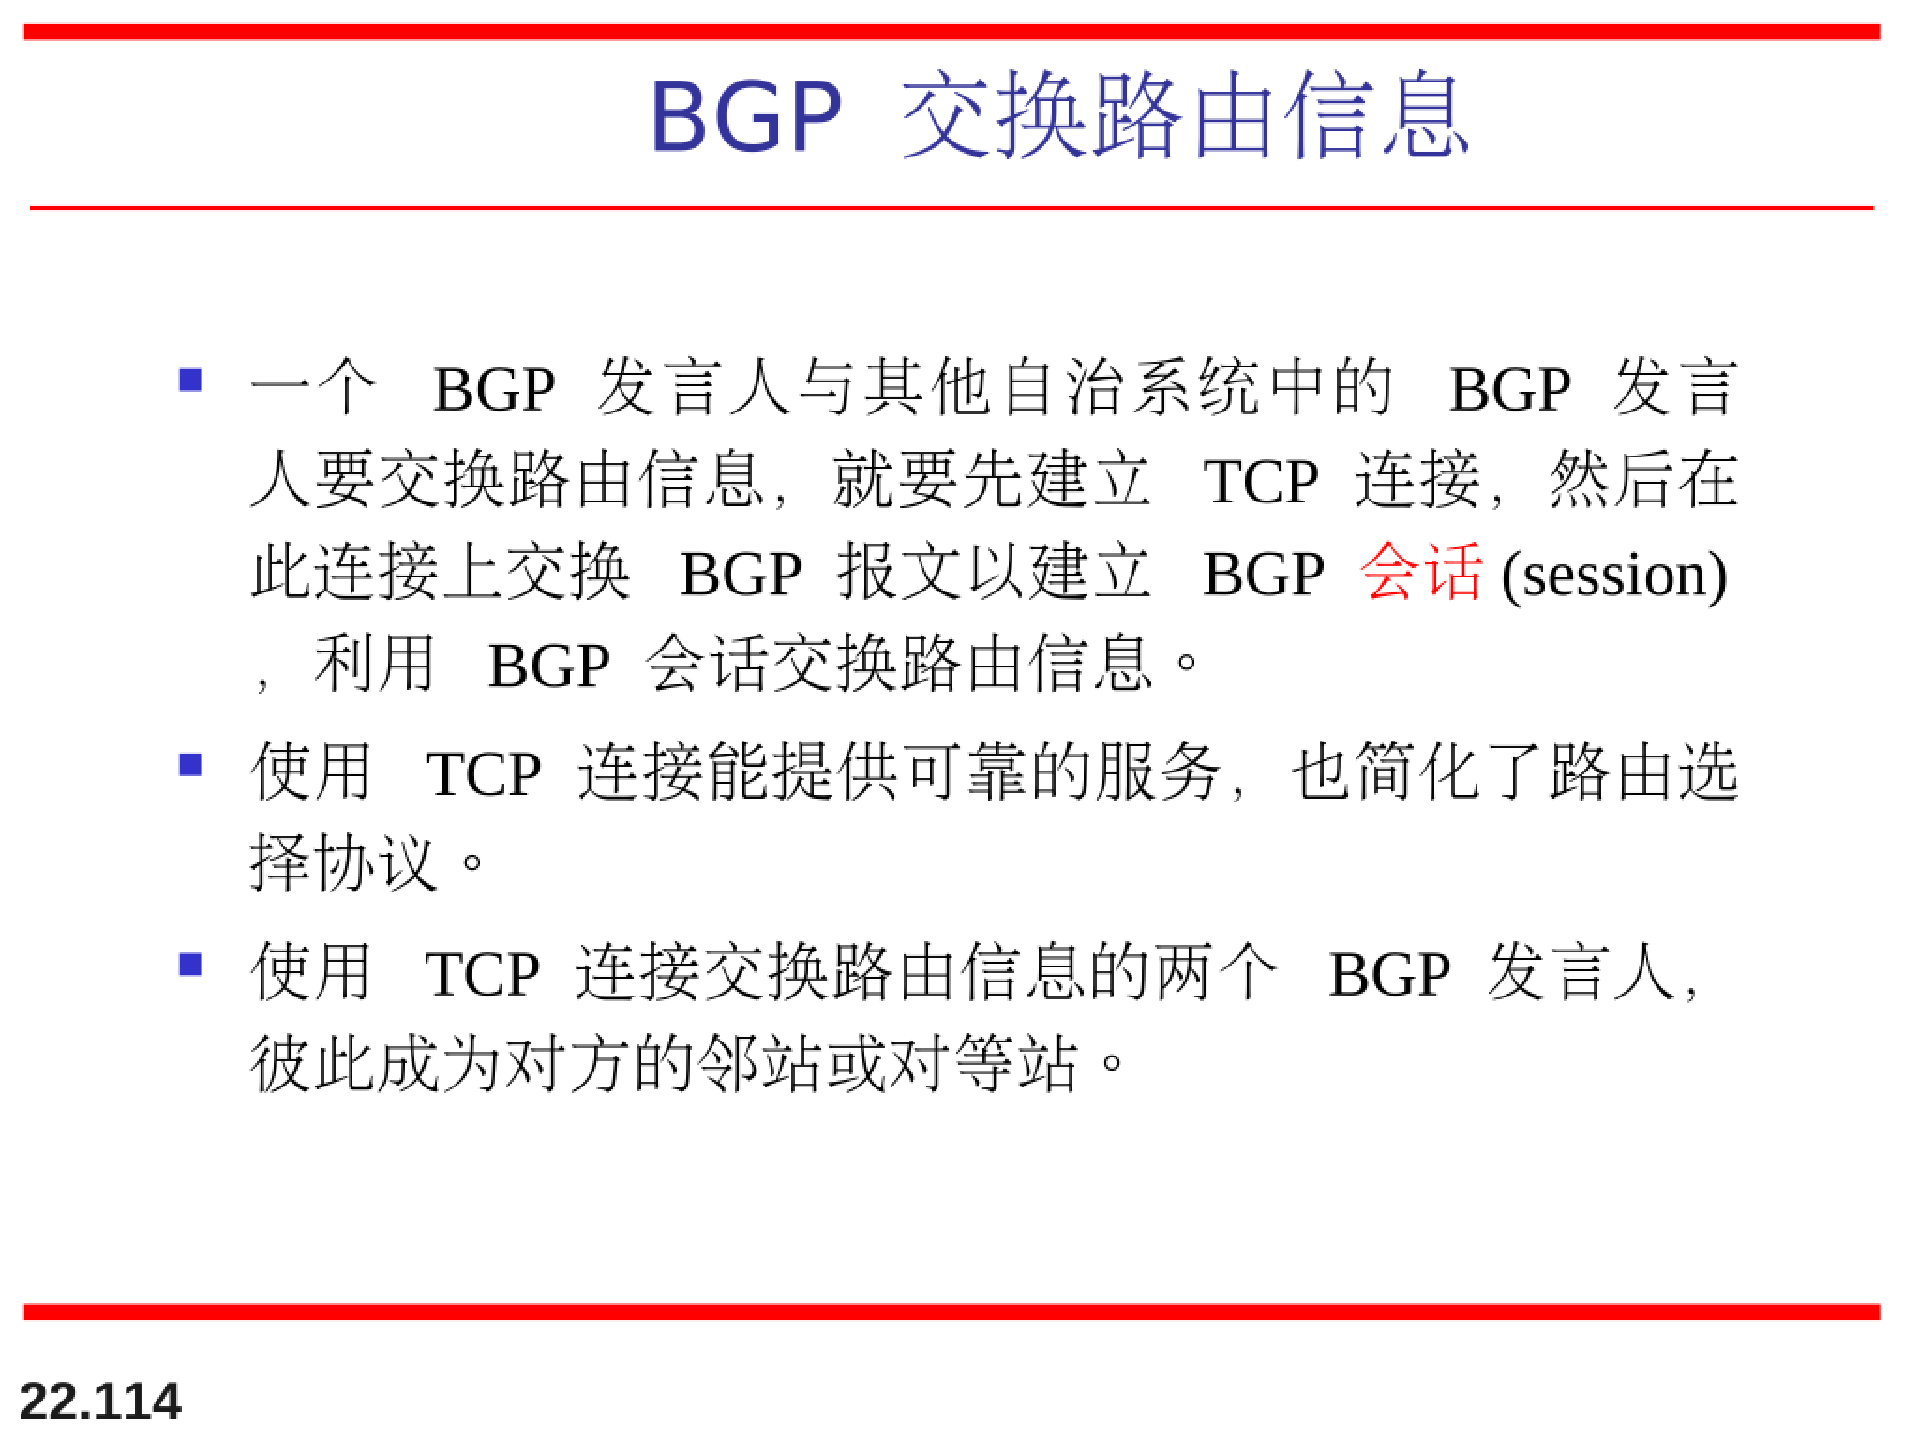 BGP 交换路由信息
一个 BGP 发言人与其他自治系统中的 BGP 发言
人要交换路由信息，就要先建立 TCP 连接，然后在
此连接上交换 BGP 报文以建立 BGP 会话(session)
，利用 BGP 会话交换路由信息。
使用 TCP 连接能提供可靠的服务，也简化了路由选
择协议。
使用 TCP 连接交换路由信息的两个 BGP 发言人，
彼此成为对方的邻站或对等站。
22.114